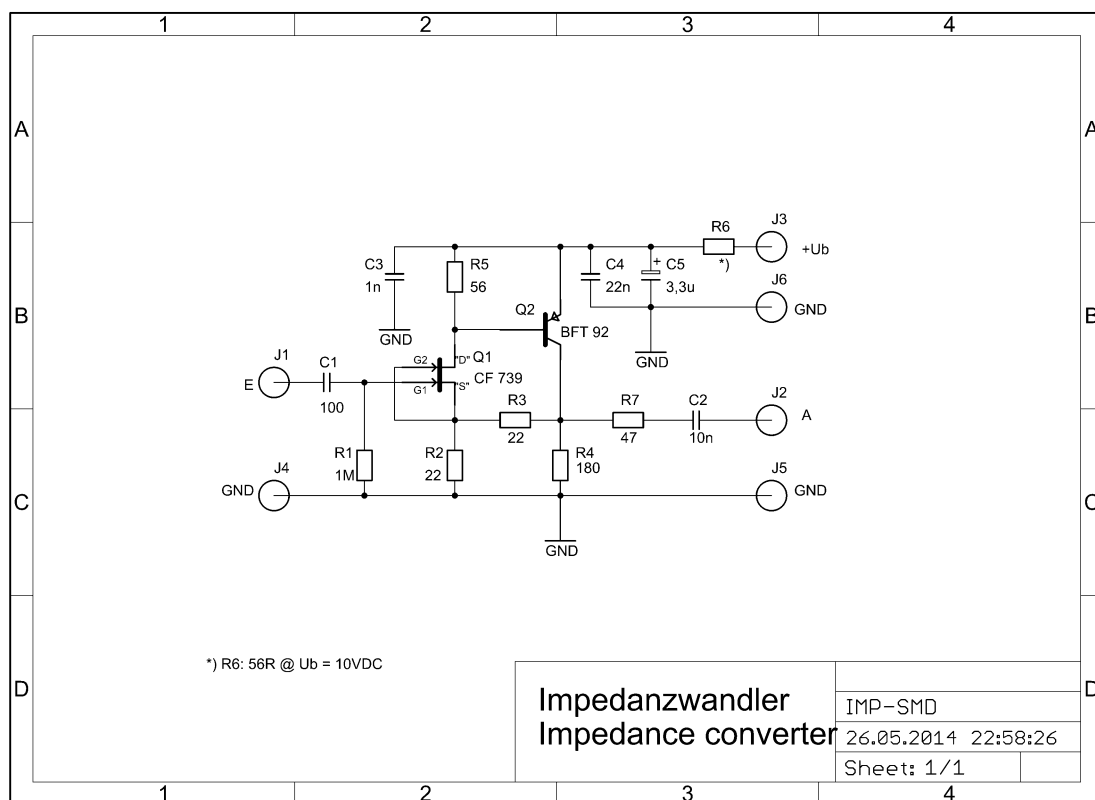 1 2 3 4
A A
J3
R6
+Ub
*)
C3
1n
R5
56
C4
22n
+
C5
3,3u
J6
GND
B B
Q2
BFT 92
GND
GND
J1
E
C1
100
G2
"D"
Q1
CF 739
G1
"S"
R3
22
R7
47
C2
10n
J2
A
R1
1M
R2
22
R4
180
J4
GND
J5
GND
C C
GND
*) R6: 56R @ Ub = 10VDC
D D
Impedanzwandler
Impedance converter
IMP-SMD
26.05.2014 22:58:26
Sheet: 1/1
1 2 3 4